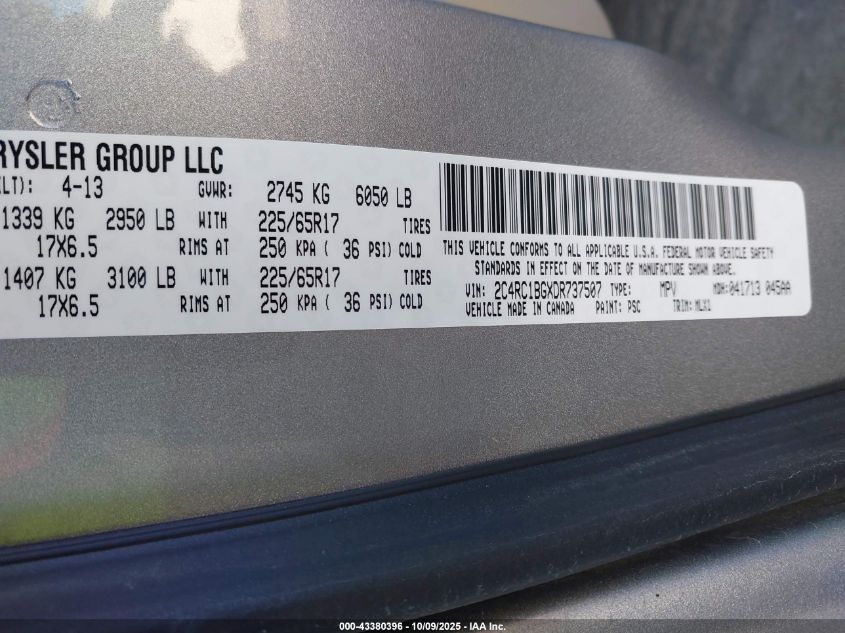 RYSLER GROUP LLC
LT): 4-13 GVWR: 2745 KG 6050 LB
1339 KG 2950 LB WITH 225/65R17 TIRES
17X6.5 RIMS AT 250 KPA ( 36 PSI) COLD
1407 KG 3100 LB WITH 225/65R17 TIRES
17X6.5 RIMS AT 250 KPA ( 36 PSI) COLD
THIS VEHICLE CONFORMS TO ALL APPLICABLE U.S.A. FEDERAL MOTOR VEHICLE SAFETY
STANDARDS IN EFFECT ON THE DATE OF MANUFACTURE SHOWN ABOVE.
VIN: 2C4RC1BGXDR737507 TYPE: MPV MDH:041713 045AA
VEHICLE MADE IN CANADA PAINT: PSC TRIM: MLX1
000-43380396 - 10/09/2025 - IAA Inc.